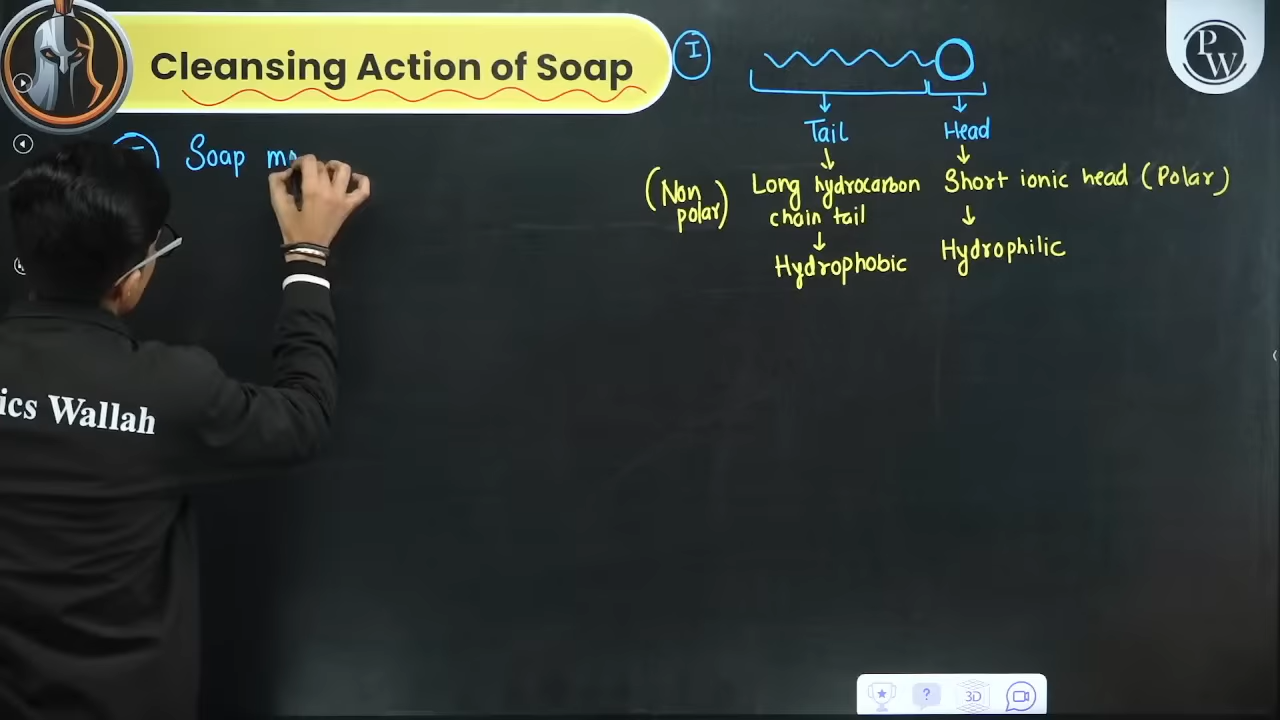 Cleansing Action of Soap
I
Soap
Tail
Head
(Non polar)
Long hydrocarbon chain tail
Short ionic head (Polar)
Hydrophobic
Hydrophilic
ics Wallah
P
W
?
3D